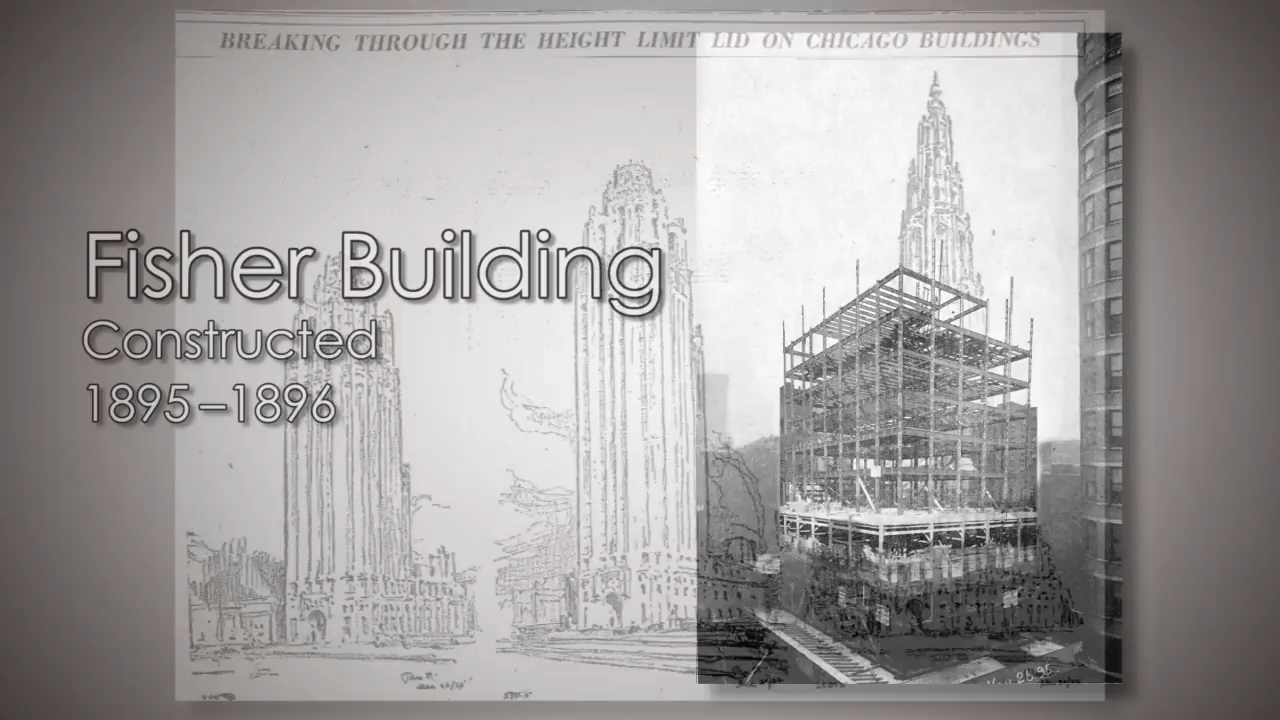 BREAKING THROUGH THE HEIGHT LIMIT LID ON CHICAGO BUILDINGS
Fisher Building
Constructed
1895–1896